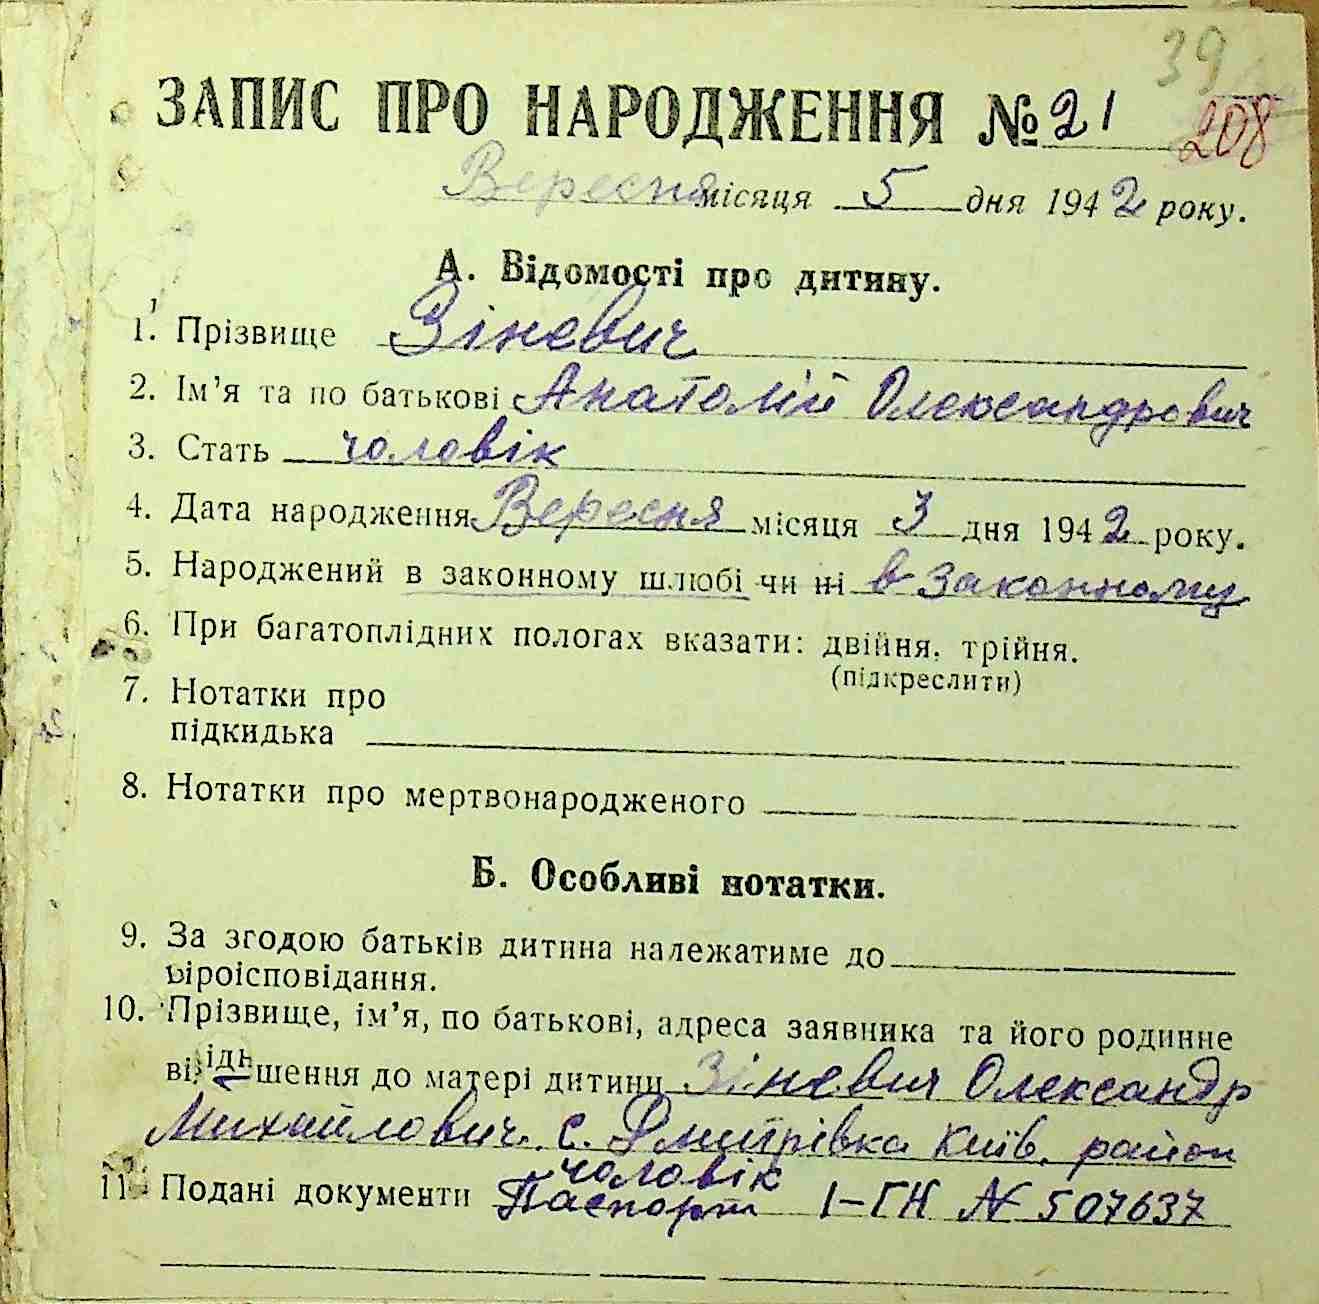 39
ЗАПИС ПРО НАРОДЖЕННЯ № 21
208
Вересня місяця 5 дня 1942 року.
А. Відомості про дитину.
1. Прізвище Зіневич
2. Ім'я та по батькові Анатолій Олександрович
3. Стать чоловік
4. Дата народження Вересня місяця 3 дня 1942 року.
5. Народжений в законному шлюбі чи ні в законному
6. При багатоплідних пологах вказати: двійня, трійня.
(підкреслити)
7. Нотатки про
підкидька
8. Нотатки про мертвонародженого
Б. Особливі нотатки.
9. За згодою батьків дитина належатиме до
віроісповідання.
10. Прізвище, ім'я, по батькові, адреса заявника та його родинне
відношення до матері дитини Зіневич Олександр
Михайлович. с. Дмитрівка Київ. район
чоловік
11. Подані документи Паспорт І-ГН № 507637